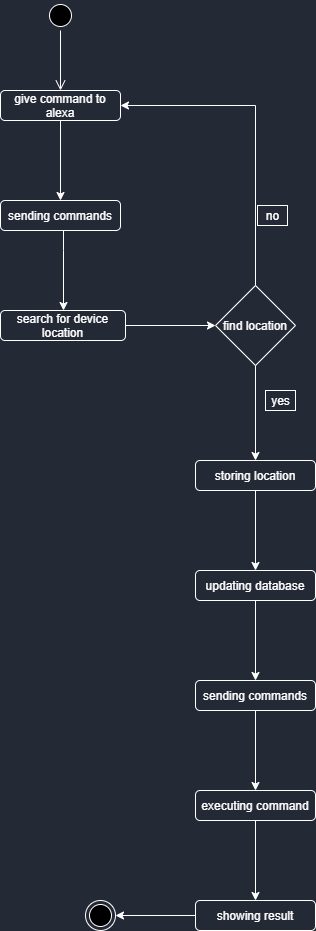 give command to
alexa
no
sending commands
search for device
location
find location
yes
storing location
updating database
sending commands
executing command
showing result